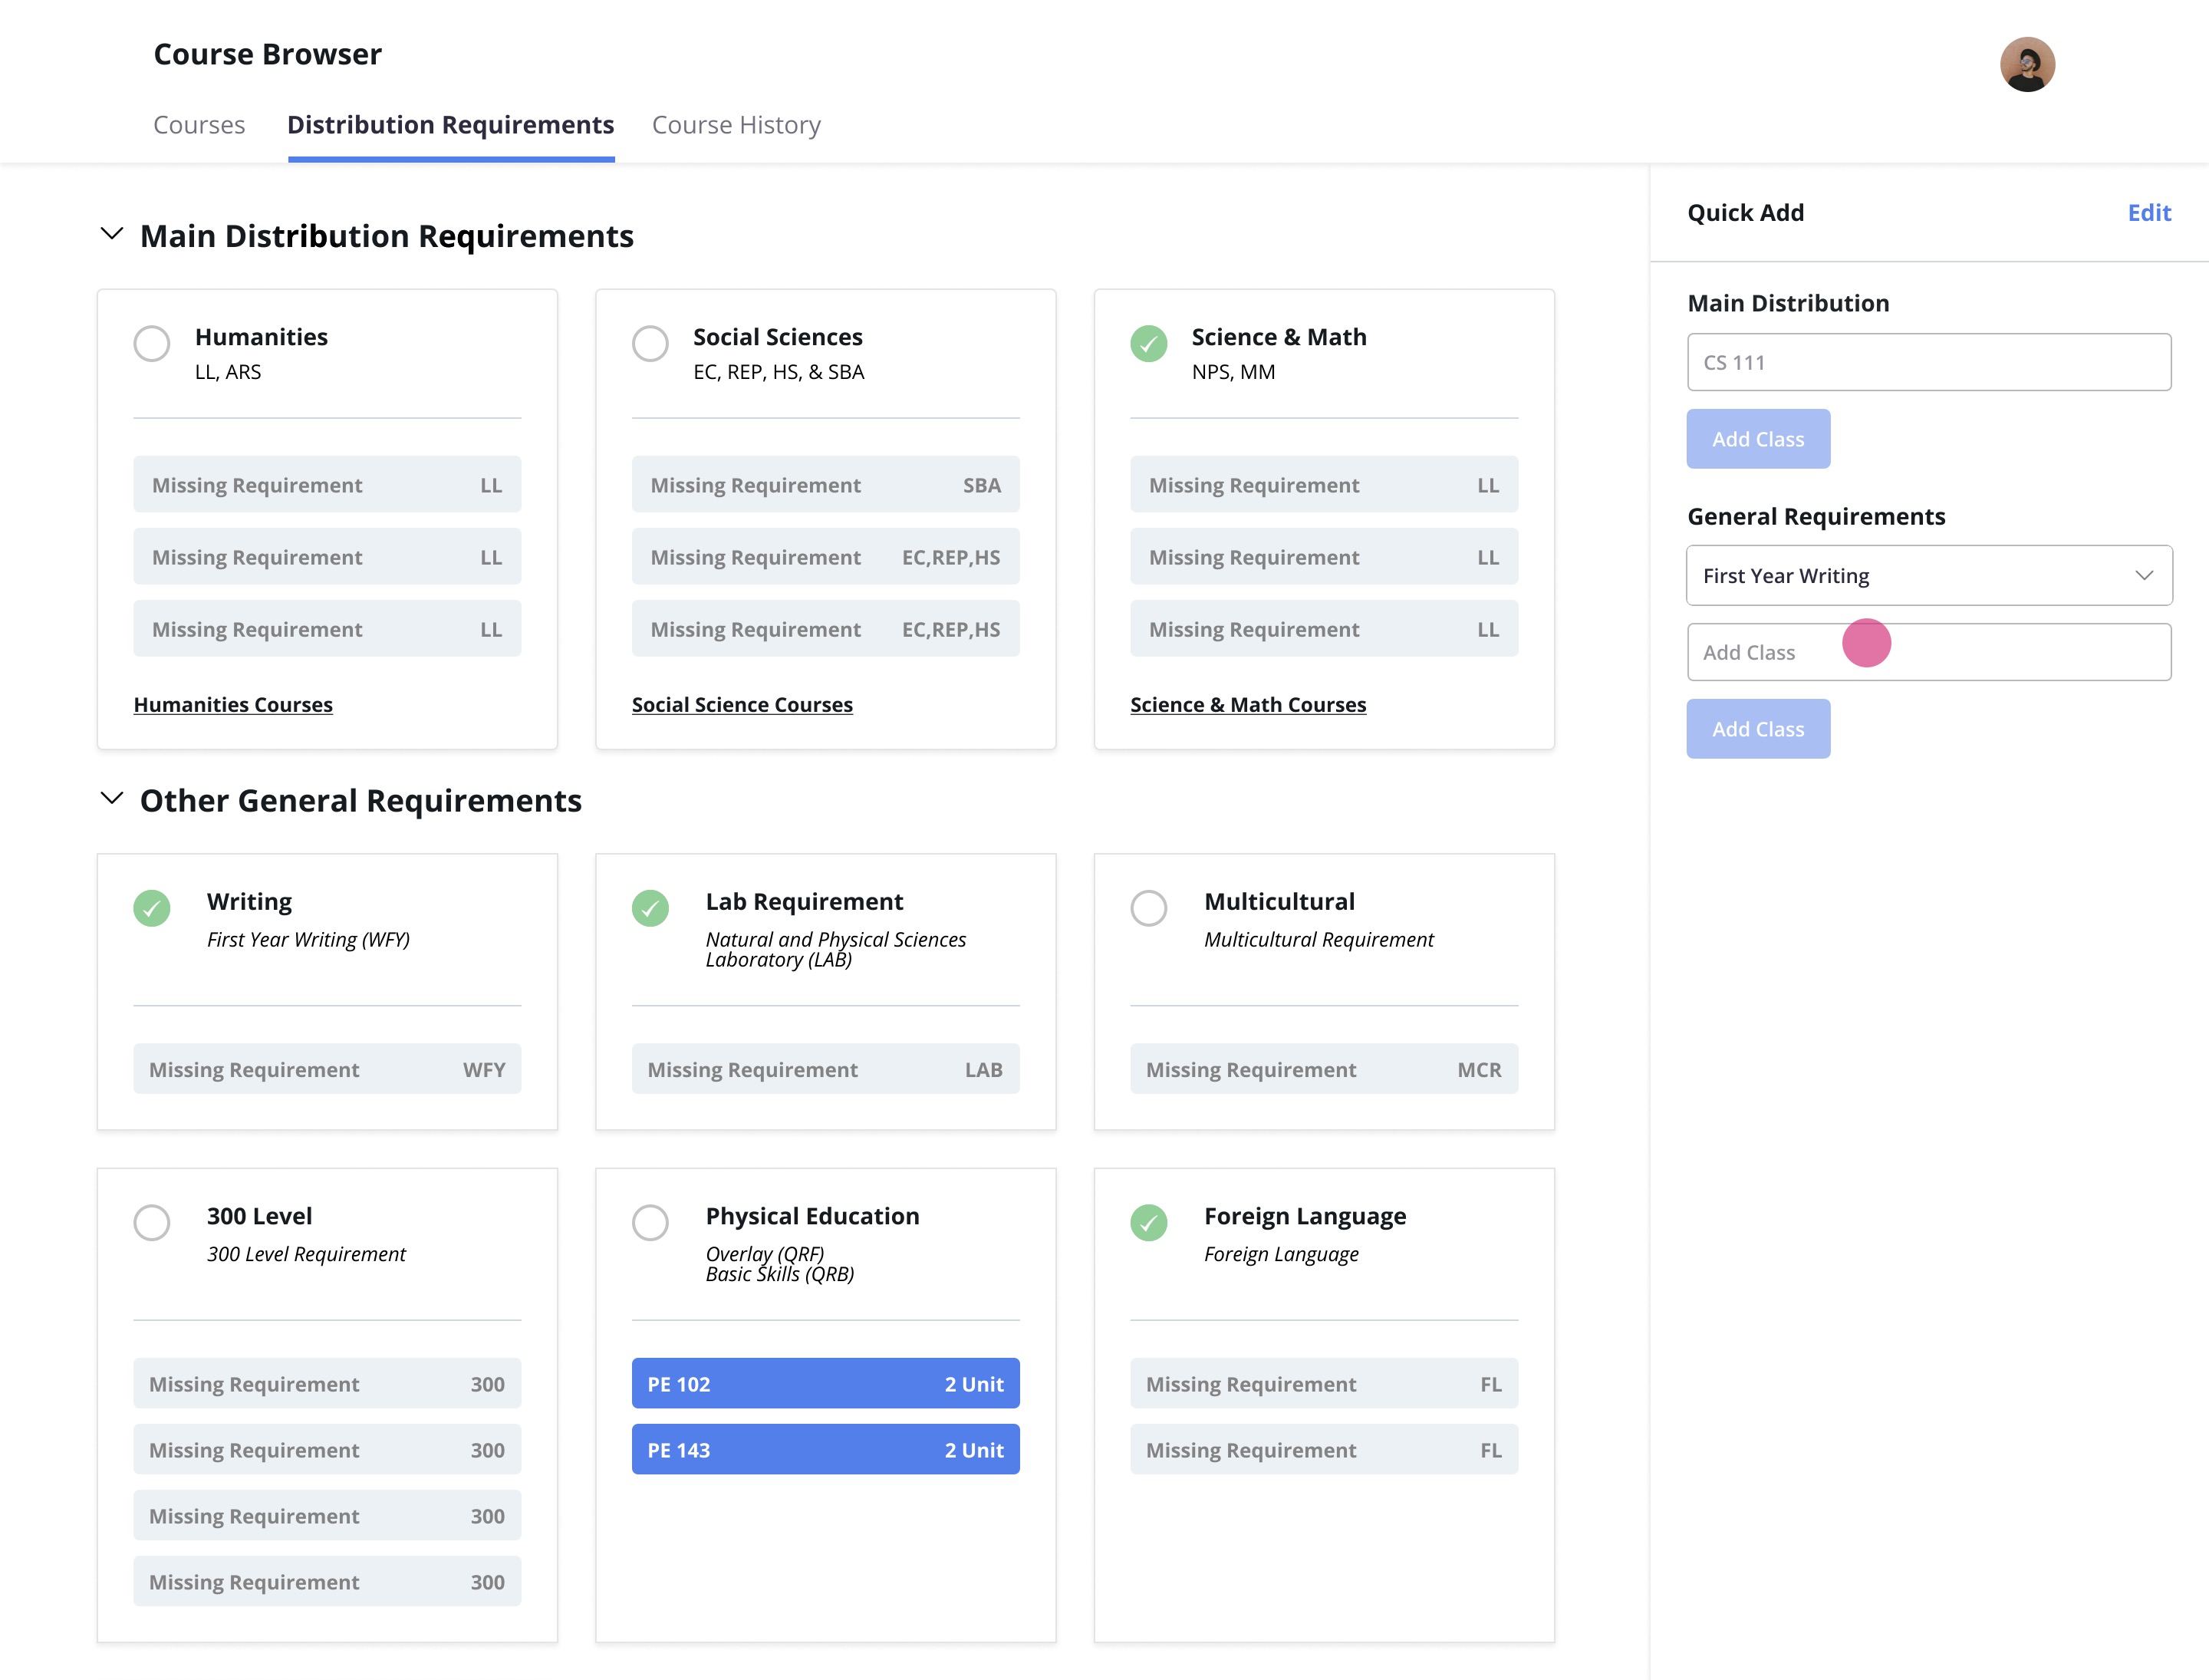 Course Browser
Courses Distribution Requirements Course History
Main Distribution Requirements
Humanities
LL, ARS
Missing Requirement LL
Missing Requirement LL
Missing Requirement LL
Humanities Courses
Social Sciences
EC, REP, HS, & SBA
Missing Requirement SBA
Missing Requirement EC,REP,HS
Missing Requirement EC,REP,HS
Social Science Courses
Science & Math
NPS, MM
Missing Requirement LL
Missing Requirement LL
Missing Requirement LL
Science & Math Courses
Other General Requirements
Writing
First Year Writing (WFY)
Missing Requirement WFY
Lab Requirement
Natural and Physical Sciences
Laboratory (LAB)
Missing Requirement LAB
Multicultural
Multicultural Requirement
Missing Requirement MCR
300 Level
300 Level Requirement
Missing Requirement 300
Missing Requirement 300
Missing Requirement 300
Missing Requirement 300
Physical Education
Overlay (QRF)
Basic Skills (QRB)
PE 102 2 Unit
PE 143 2 Unit
Foreign Language
Foreign Language
Missing Requirement FL
Missing Requirement FL
Quick Add Edit
Main Distribution
CS 111
Add Class
General Requirements
First Year Writing
Add Class
Add Class